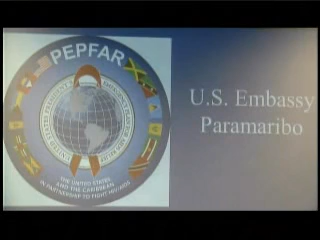 PEPFAR
THE UNITED STATES
AND THE CARIBBEAN
IN PARTNERSHIP TO FIGHT HIV/AIDS
U.S. Embassy
Paramaribo